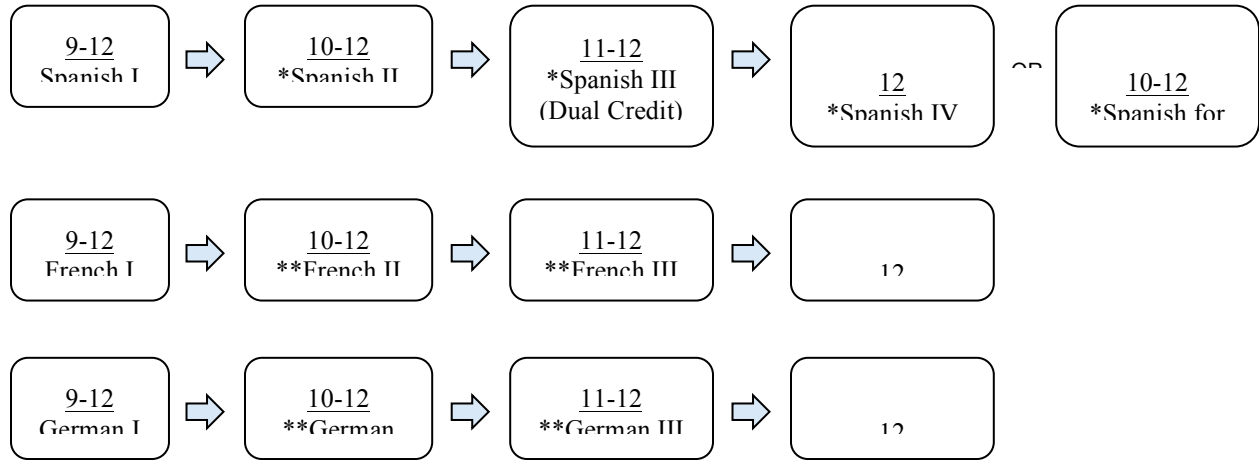 9-12
Spanish I
10-12
*Spanish II
11-12
*Spanish III
(Dual Credit)
12
*Spanish IV
OR
10-12
*Spanish for
9-12
French I
10-12
**French II
11-12
**French III
12
9-12
German I
10-12
**German
11-12
**German III
12